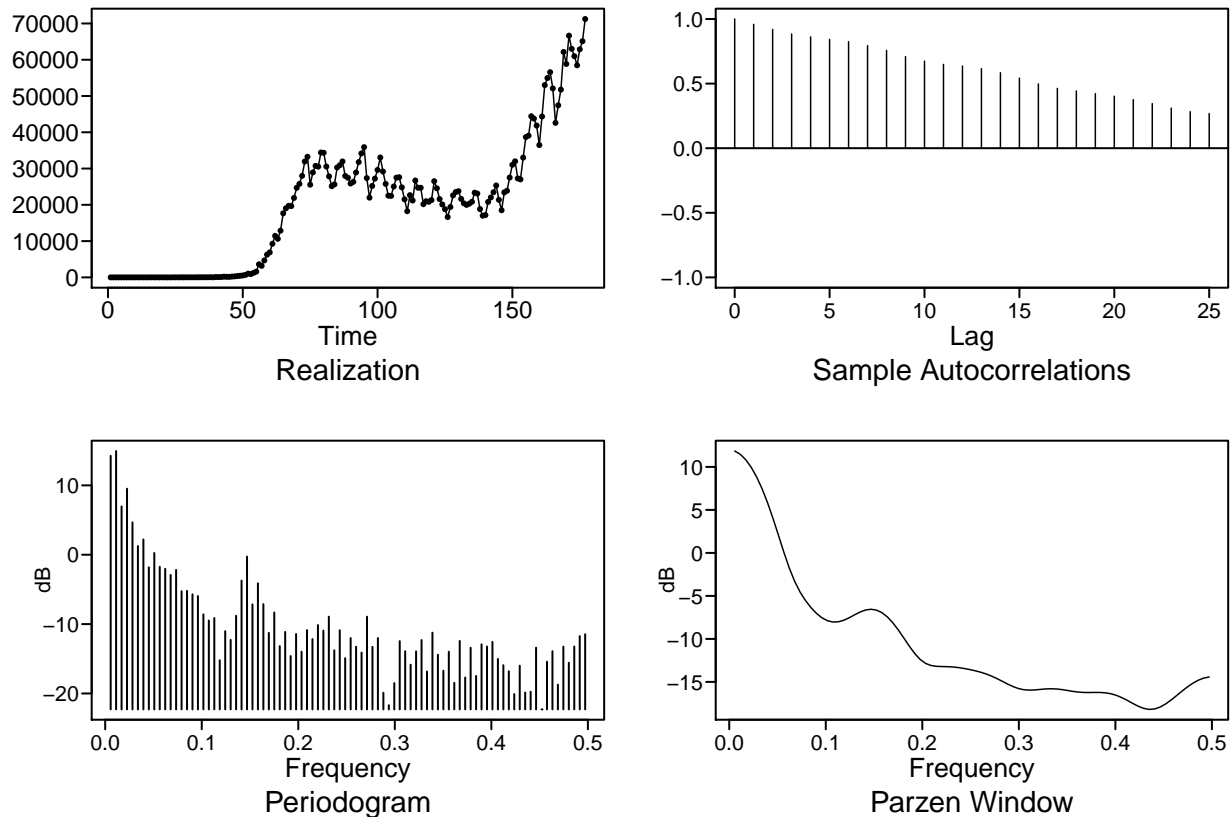 70000
60000
50000
40000
30000
20000
10000
0
0 50 100 150
Time
Realization
1.0
0.5
0.0
−0.5
−1.0
0 5 10 15 20 25
Lag
Sample Autocorrelations
10
0
−10
−20
dB
0.0 0.1 0.2 0.3 0.4 0.5
Frequency
Periodogram
10
5
0
−5
−10
−15
dB
0.0 0.1 0.2 0.3 0.4 0.5
Frequency
Parzen Window